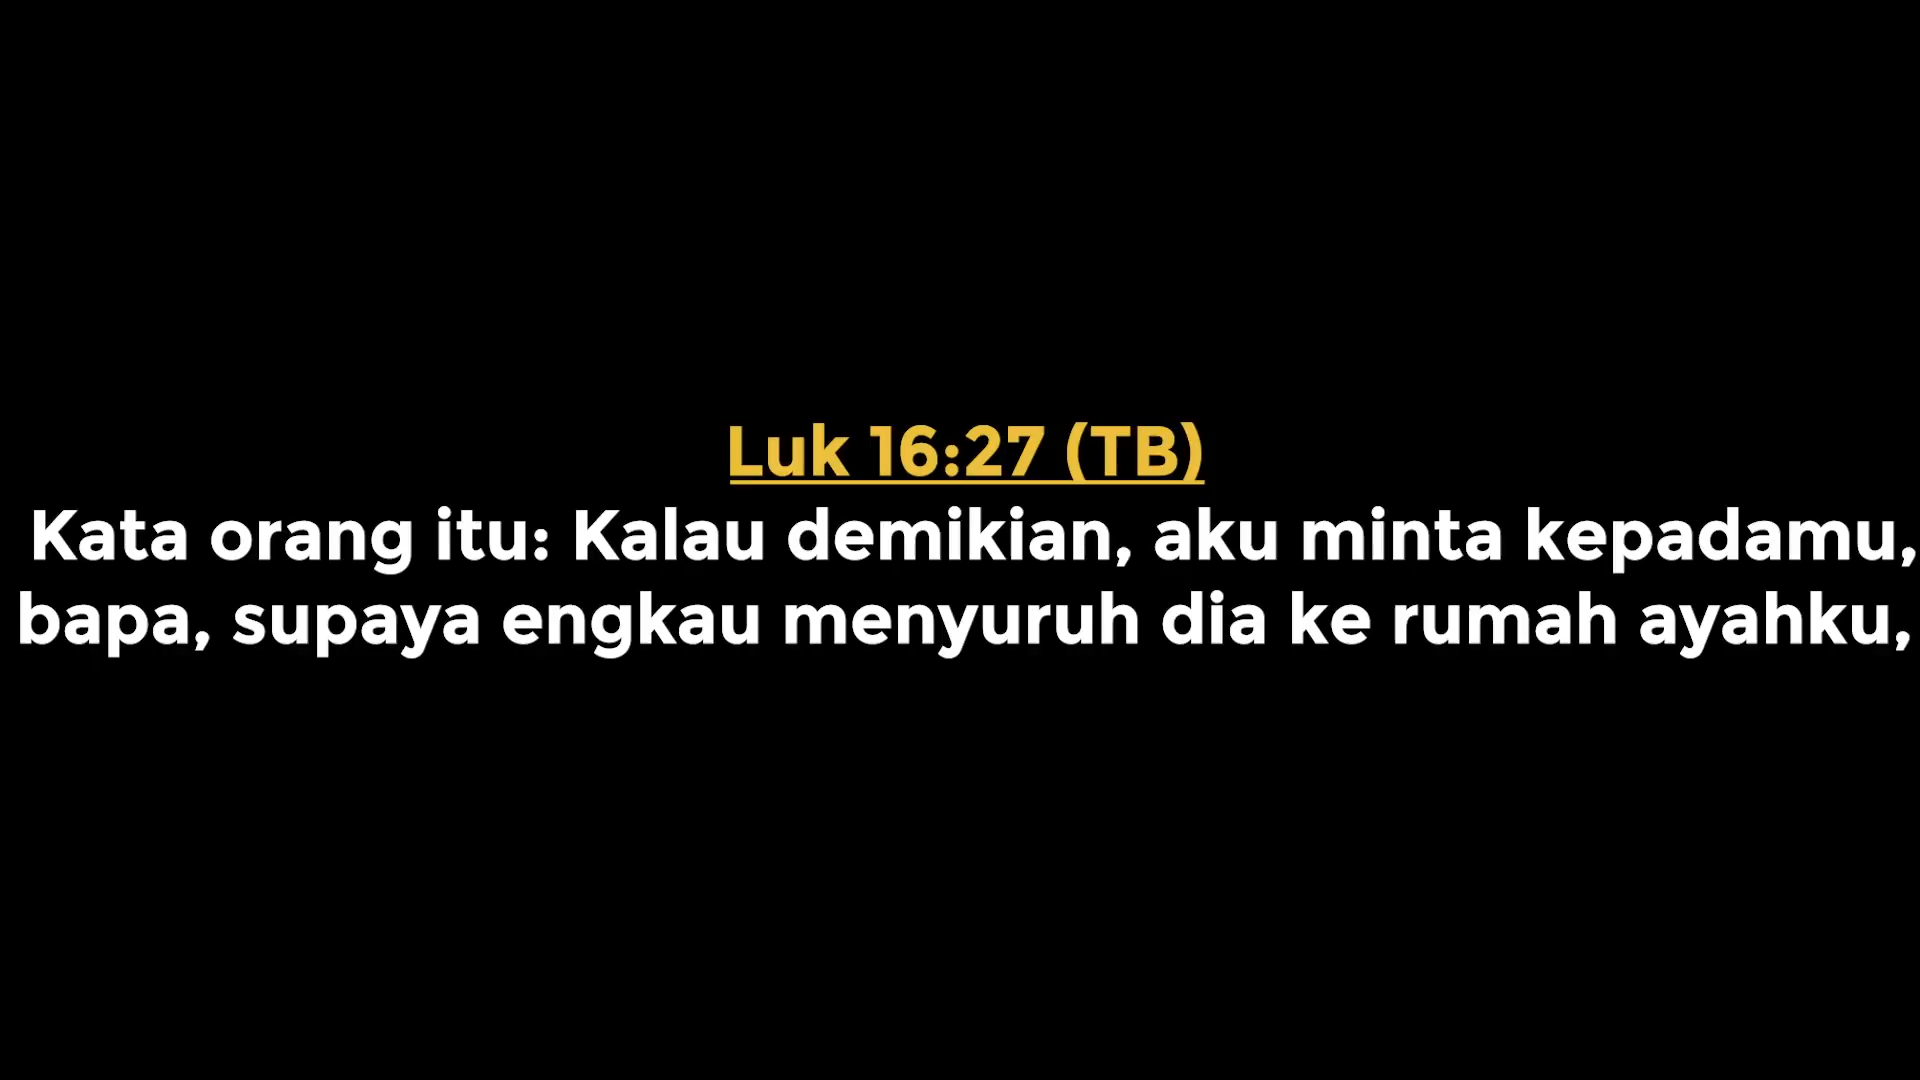 Luk 16:27 (TB)
Kata orang itu: Kalau demikian, aku minta kepadamu,
bapa, supaya engkau menyuruh dia ke rumah ayahku,